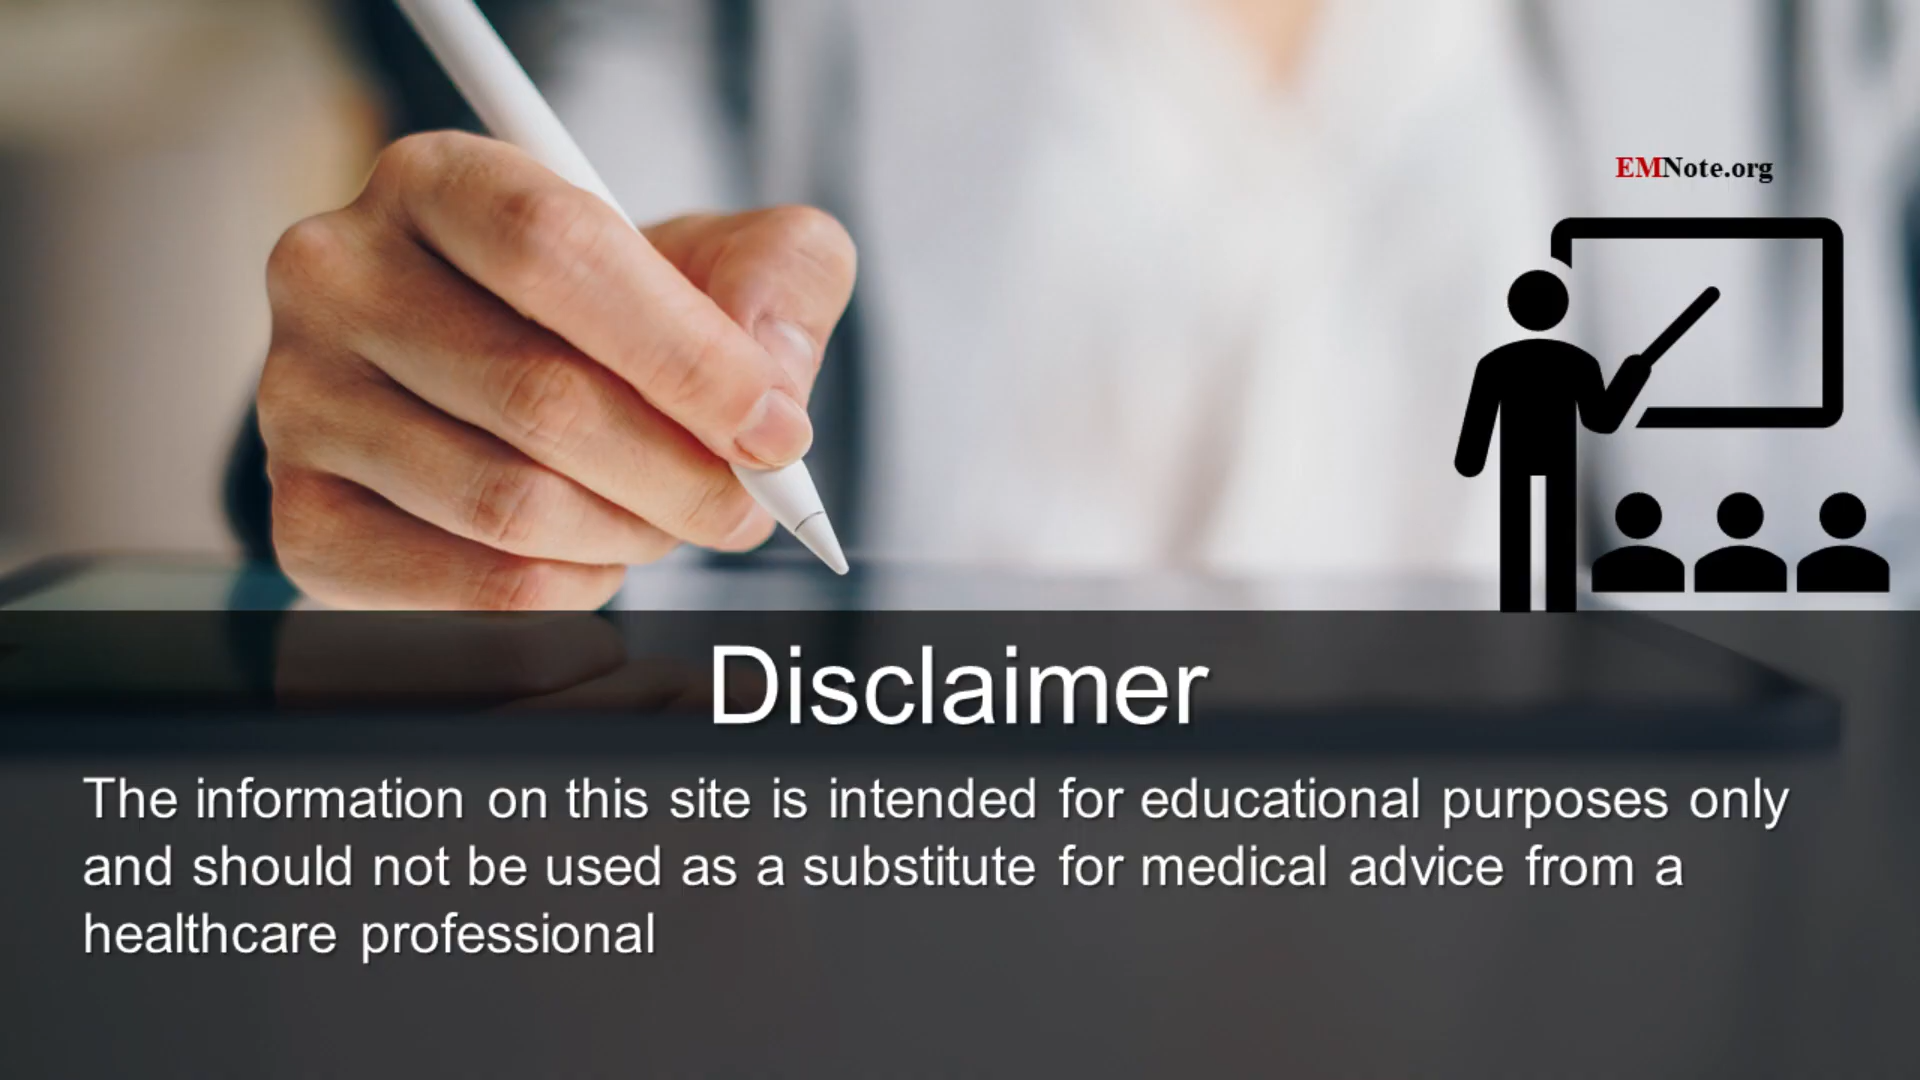 EMNote.org
Disclaimer
The information on this site is intended for educational purposes only
and should not be used as a substitute for medical advice from a
healthcare professional